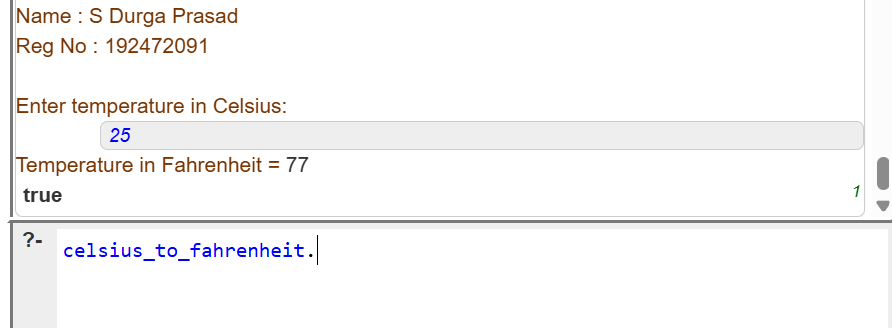 Name : S Durga Prasad
Reg No : 192472091
Enter temperature in Celsius:
25
Temperature in Fahrenheit = 77
true
1
?- celsius_to_fahrenheit.